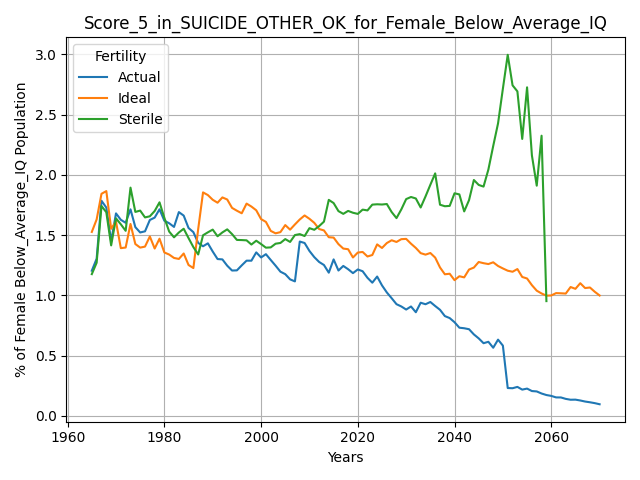 Score_5_in_SUICIDE_OTHER_OK_for_Female_Below_Average_IQ
% of Female Below_Average_IQ Population
3.0
2.5
2.0
1.5
1.0
0.5
0.0
Fertility
Actual
Ideal
Sterile
1960 1980 2000 2020 2040 2060
Years